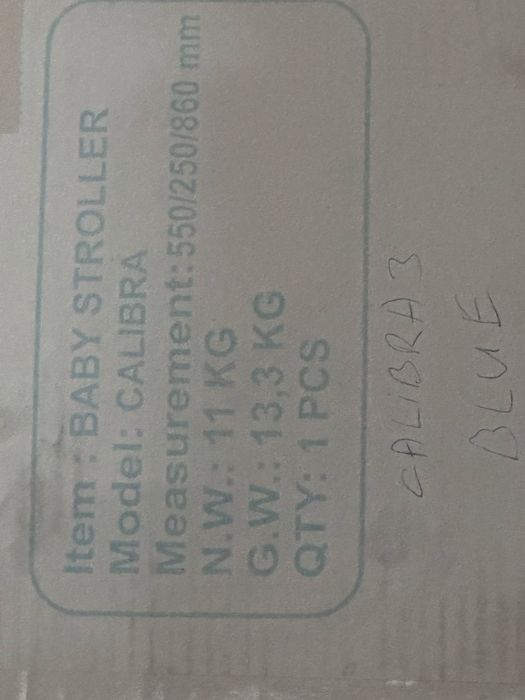 Item : BABY STROLLER
Model: CALIBRA
Measurement:550/250/860 mm
N.W.: 11 KG
G.W.: 13,3 KG
QTY: 1 PCS
CALIBRA 3
BLUE